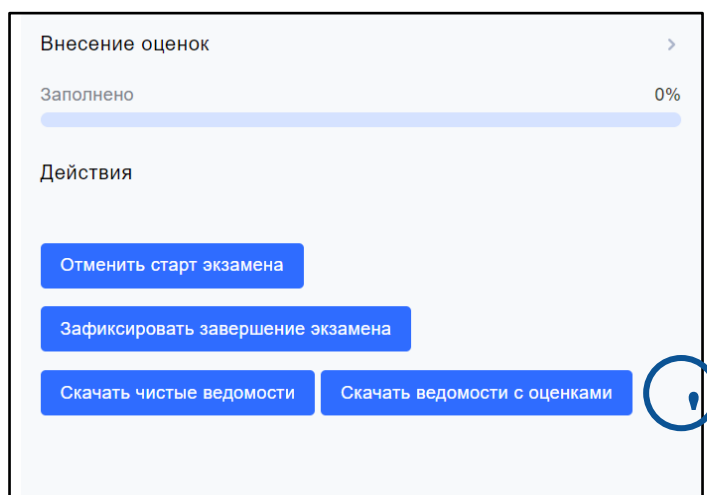 Внесение оценок
Заполнено 0%
Действия
Отменить старт экзамена
Зафиксировать завершение экзамена
Скачать чистые ведомости Скачать ведомости с оценками